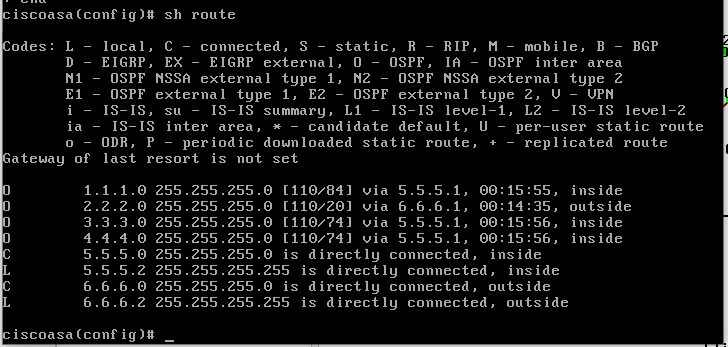 ciscoasa(config)# sh route
Codes: L - local, C - connected, S - static, R - RIP, M - mobile, B - BGP
D - EIGRP, EX - EIGRP external, O - OSPF, IA - OSPF inter area
N1 - OSPF NSSA external type 1, N2 - OSPF NSSA external type 2
E1 - OSPF external type 1, E2 - OSPF external type 2, V - VPN
i - IS-IS, su - IS-IS summary, L1 - IS-IS level-1, L2 - IS-IS level-2
ia - IS-IS inter area, * - candidate default, U - per-user static route
o - ODR, P - periodic downloaded static route, + - replicated route
Gateway of last resort is not set
O 1.1.1.0 255.255.255.0 [110/84] via 5.5.5.1, 00:15:55, inside
O 2.2.2.0 255.255.255.0 [110/20] via 6.6.6.1, 00:14:35, outside
O 3.3.3.0 255.255.255.0 [110/74] via 5.5.5.1, 00:15:56, inside
O 4.4.4.0 255.255.255.0 [110/74] via 5.5.5.1, 00:15:56, inside
C 5.5.5.0 255.255.255.0 is directly connected, inside
L 5.5.5.2 255.255.255.255 is directly connected, inside
C 6.6.6.0 255.255.255.0 is directly connected, outside
L 6.6.6.2 255.255.255.255 is directly connected, outside
ciscoasa(config)# _